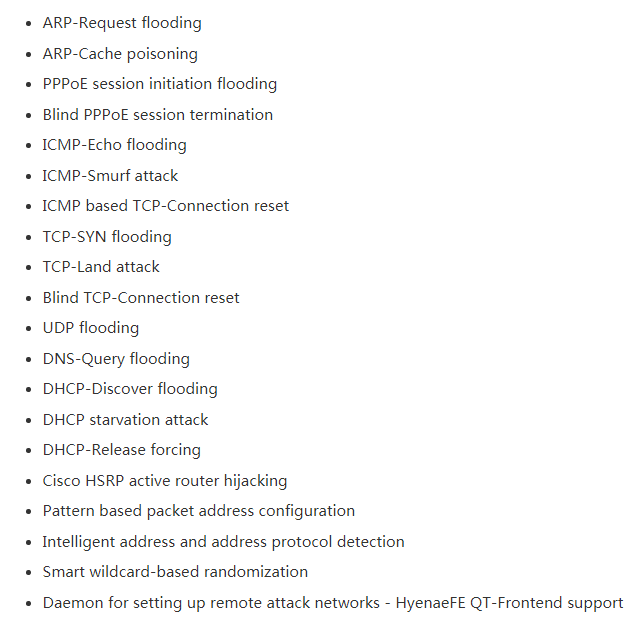 ARP-Request flooding
ARP-Cache poisoning
PPPoE session initiation flooding
Blind PPPoE session termination
ICMP-Echo flooding
ICMP-Smurf attack
ICMP based TCP-Connection reset
TCP-SYN flooding
TCP-Land attack
Blind TCP-Connection reset
UDP flooding
DNS-Query flooding
DHCP-Discover flooding
DHCP starvation attack
DHCP-Release forcing
Cisco HSRP active router hijacking
Pattern based packet address configuration
Intelligent address and address protocol detection
Smart wildcard-based randomization
Daemon for setting up remote attack networks - HyenaeFE QT-Frontend support